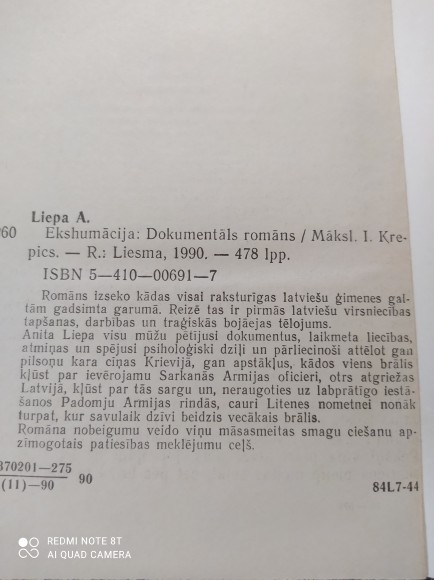 Liepa A.
260 Ekshumācija: Dokumentāls romāns / Māksl. I. Kre-
pics. — R.: Liesma, 1990. — 478 lpp.
ISBN 5—410—00691—7
Romāns izseko kādas visai raksturīgas latviešu ģimenes gai-
tām gadsimta garumā. Reizē tas ir pirmās latviešu virsniecības
tapšanas, darbības un traģiskās bojāejas tēlojums.
Anita Liepa visu mūžu pētījusi dokumentus, laikmeta liecības,
atmiņas un spējusi psiholoģiski dziļi un pārliecinoši attēlot gan
pilsoņu kara cīņas Krievijā, gan apstākļus, kādos viens brālis
kļūst par ievērojamu Sarkanās Armijas oficieri, otrs atgriežas
Latvijā, kļūst par tās sargu un, neraugoties uz labprātīgo iestā-
šanos Padomju Armijas rindās, cauri Litenes nometnei nonāk
turpat, kur savulaik dzīvi beidzis vecākais brālis.
Romāna nobeigumu veido viņu māsasmeitas smagu ciešanu ap-
zīmogotais patiesības meklējumu ceļš.
370201—275
(11)—90
90
84L7-44
REDMI NOTE 8T
AI QUAD CAMERA